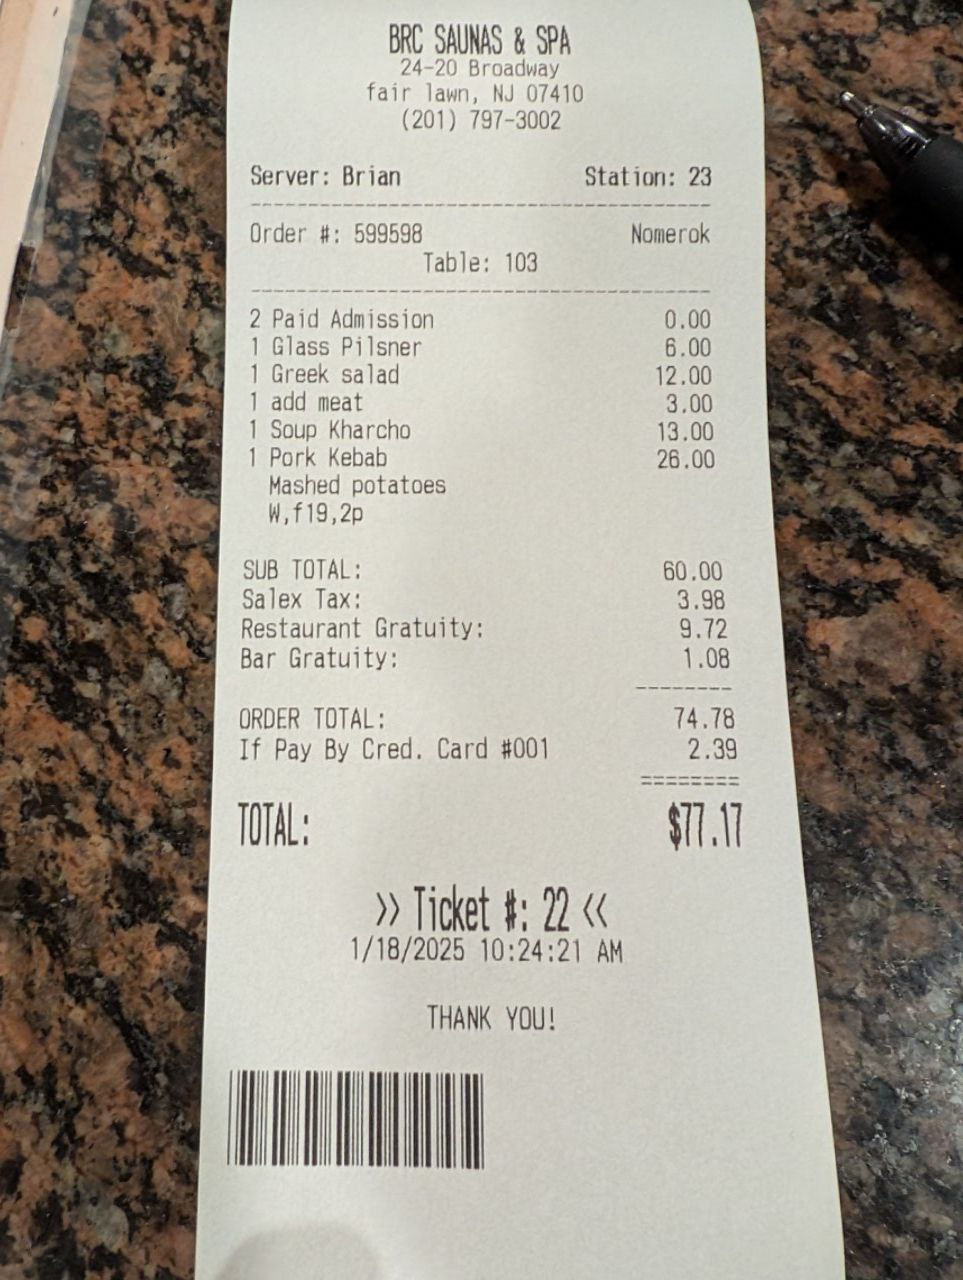 BRC SAUNAS & SPA
24-20 Broadway
fair lawn, NJ 07410
(201) 797-3002
Server: Brian Station: 23
Order #: 599598 Nomerok
Table: 103
2 Paid Admission 0.00
1 Glass Pilsner 6.00
1 Greek salad 12.00
1 add meat 3.00
1 Soup Kharcho 13.00
1 Pork Kebab 26.00
Mashed potatoes
W,f19,2p
SUB TOTAL: 60.00
Salex Tax: 3.98
Restaurant Gratuity: 9.72
Bar Gratuity: 1.08
ORDER TOTAL: 74.78
If Pay By Cred. Card #001 2.39
TOTAL: $77.17
>> Ticket #: 22 <<
1/18/2025 10:24:21 AM
THANK YOU!